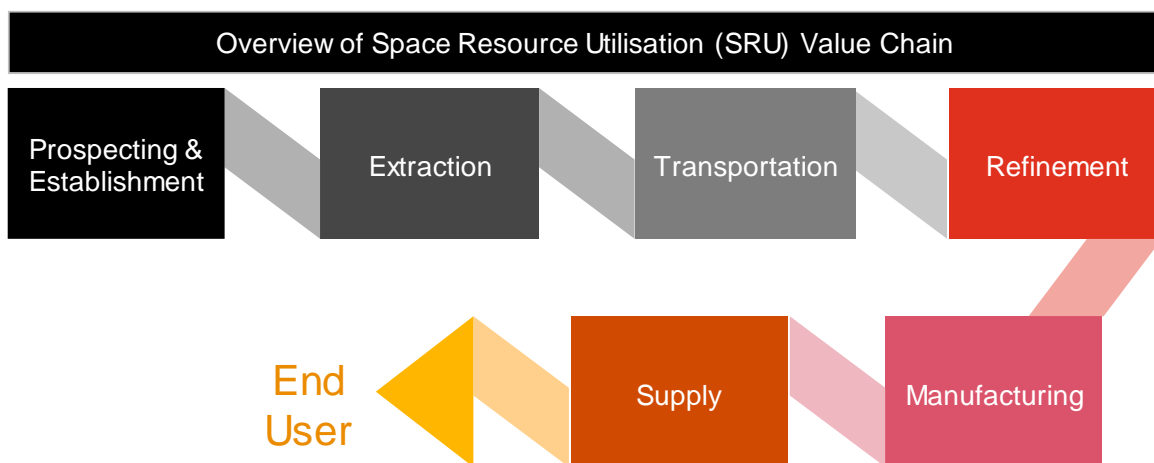 Overview of Space Resource Utilisation (SRU) Value Chain
Prospecting &
Establishment
Extraction
Transportation
Refinement
End
User
Supply
Manufacturing